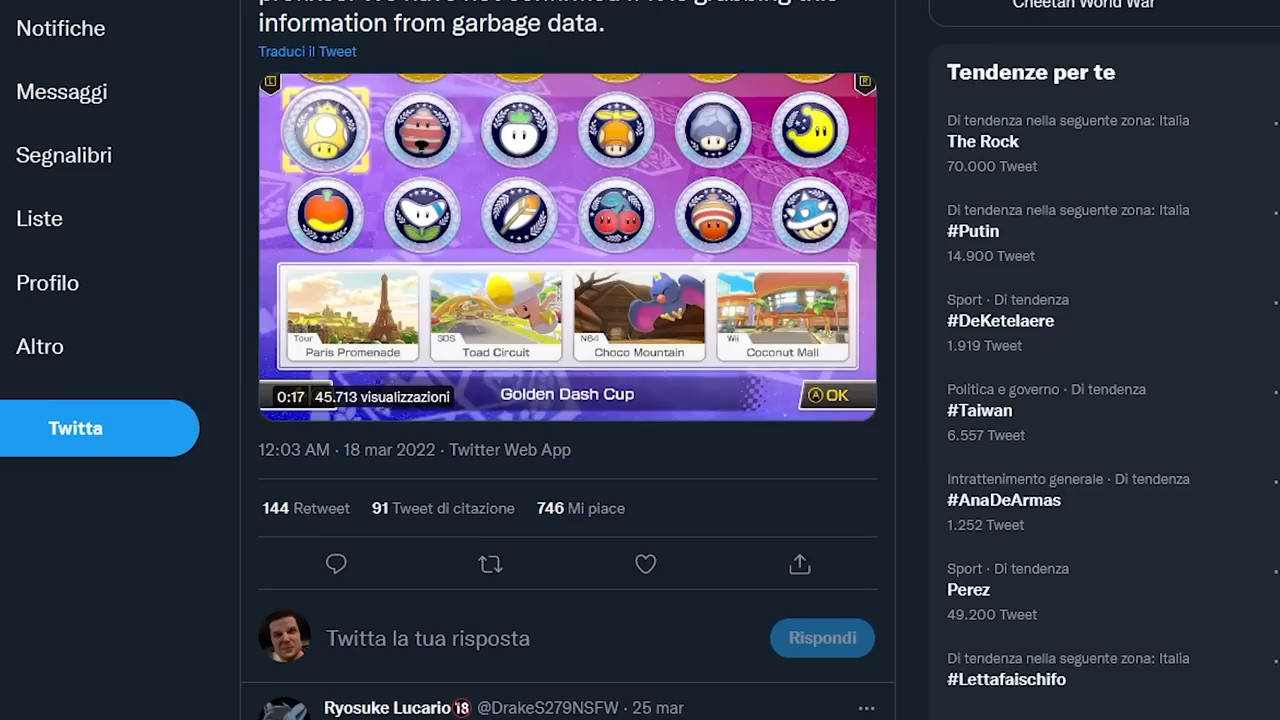 Notifiche
Messaggi
Segnalibri
Liste
Profilo
Altro
Twitta
information from garbage data.
Traduci il Tweet
L
R
Tour
Paris Promenade
3DS
Toad Circuit
N64
Choco Mountain
Wii
Coconut Mall
0:17 45.713 visualizzazioni
Golden Dash Cup
A OK
12:03 AM · 18 mar 2022 · Twitter Web App
144 Retweet 91 Tweet di citazione 746 Mi piace
Twitta la tua risposta
Rispondi
Ryosuke Lucario🔞 @DrakeS279NSFW · 25 mar
Cheetah World War
Tendenze per te
Di tendenza nella seguente zona: Italia
The Rock
70.000 Tweet
Di tendenza nella seguente zona: Italia
#Putin
14.900 Tweet
Sport · Di tendenza
#DeKetelaere
1.919 Tweet
Politica e governo · Di tendenza
#Taiwan
6.557 Tweet
Intrattenimento generale · Di tendenza
#AnaDeArmas
1.252 Tweet
Sport · Di tendenza
Perez
49.200 Tweet
Di tendenza nella seguente zona: Italia
#Lettafaischifo